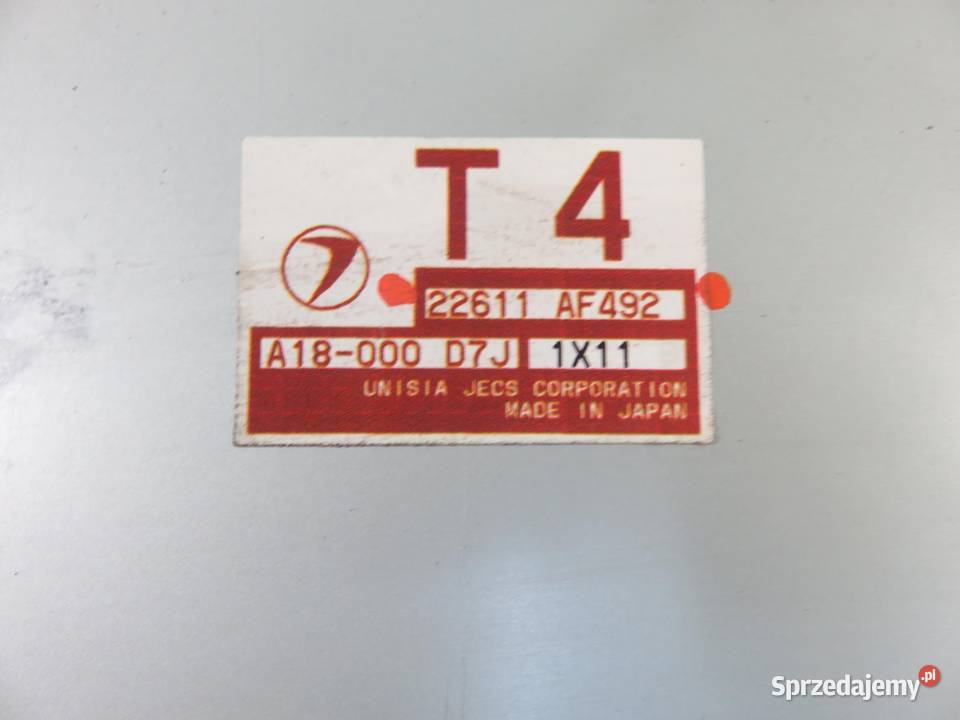 T 4
22611 AF492
A18-000 D7J 1X11
UNISIA JECS CORPORATION
MADE IN JAPAN
Sprzedajemy.pl